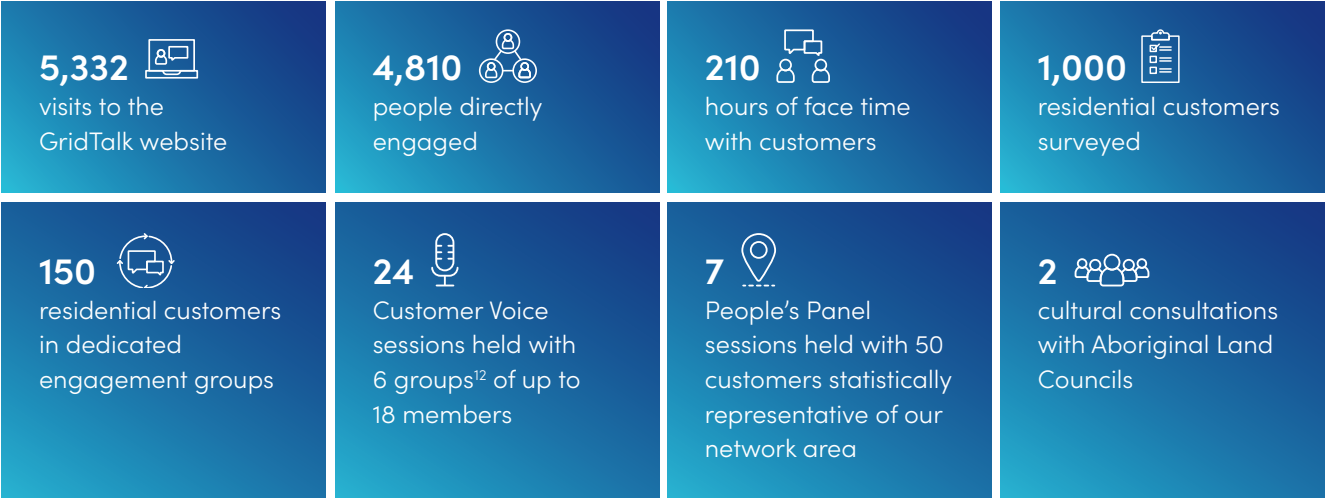 5,332
visits to the
GridTalk website
4,810
people directly
engaged
210
hours of face time
with customers
1,000
residential customers
surveyed
150
residential customers
in dedicated
engagement groups
24
Customer Voice
sessions held with
6 groups¹² of up to
18 members
7
People’s Panel
sessions held with 50
customers statistically
representative of our
network area
2
cultural consultations
with Aboriginal Land
Councils